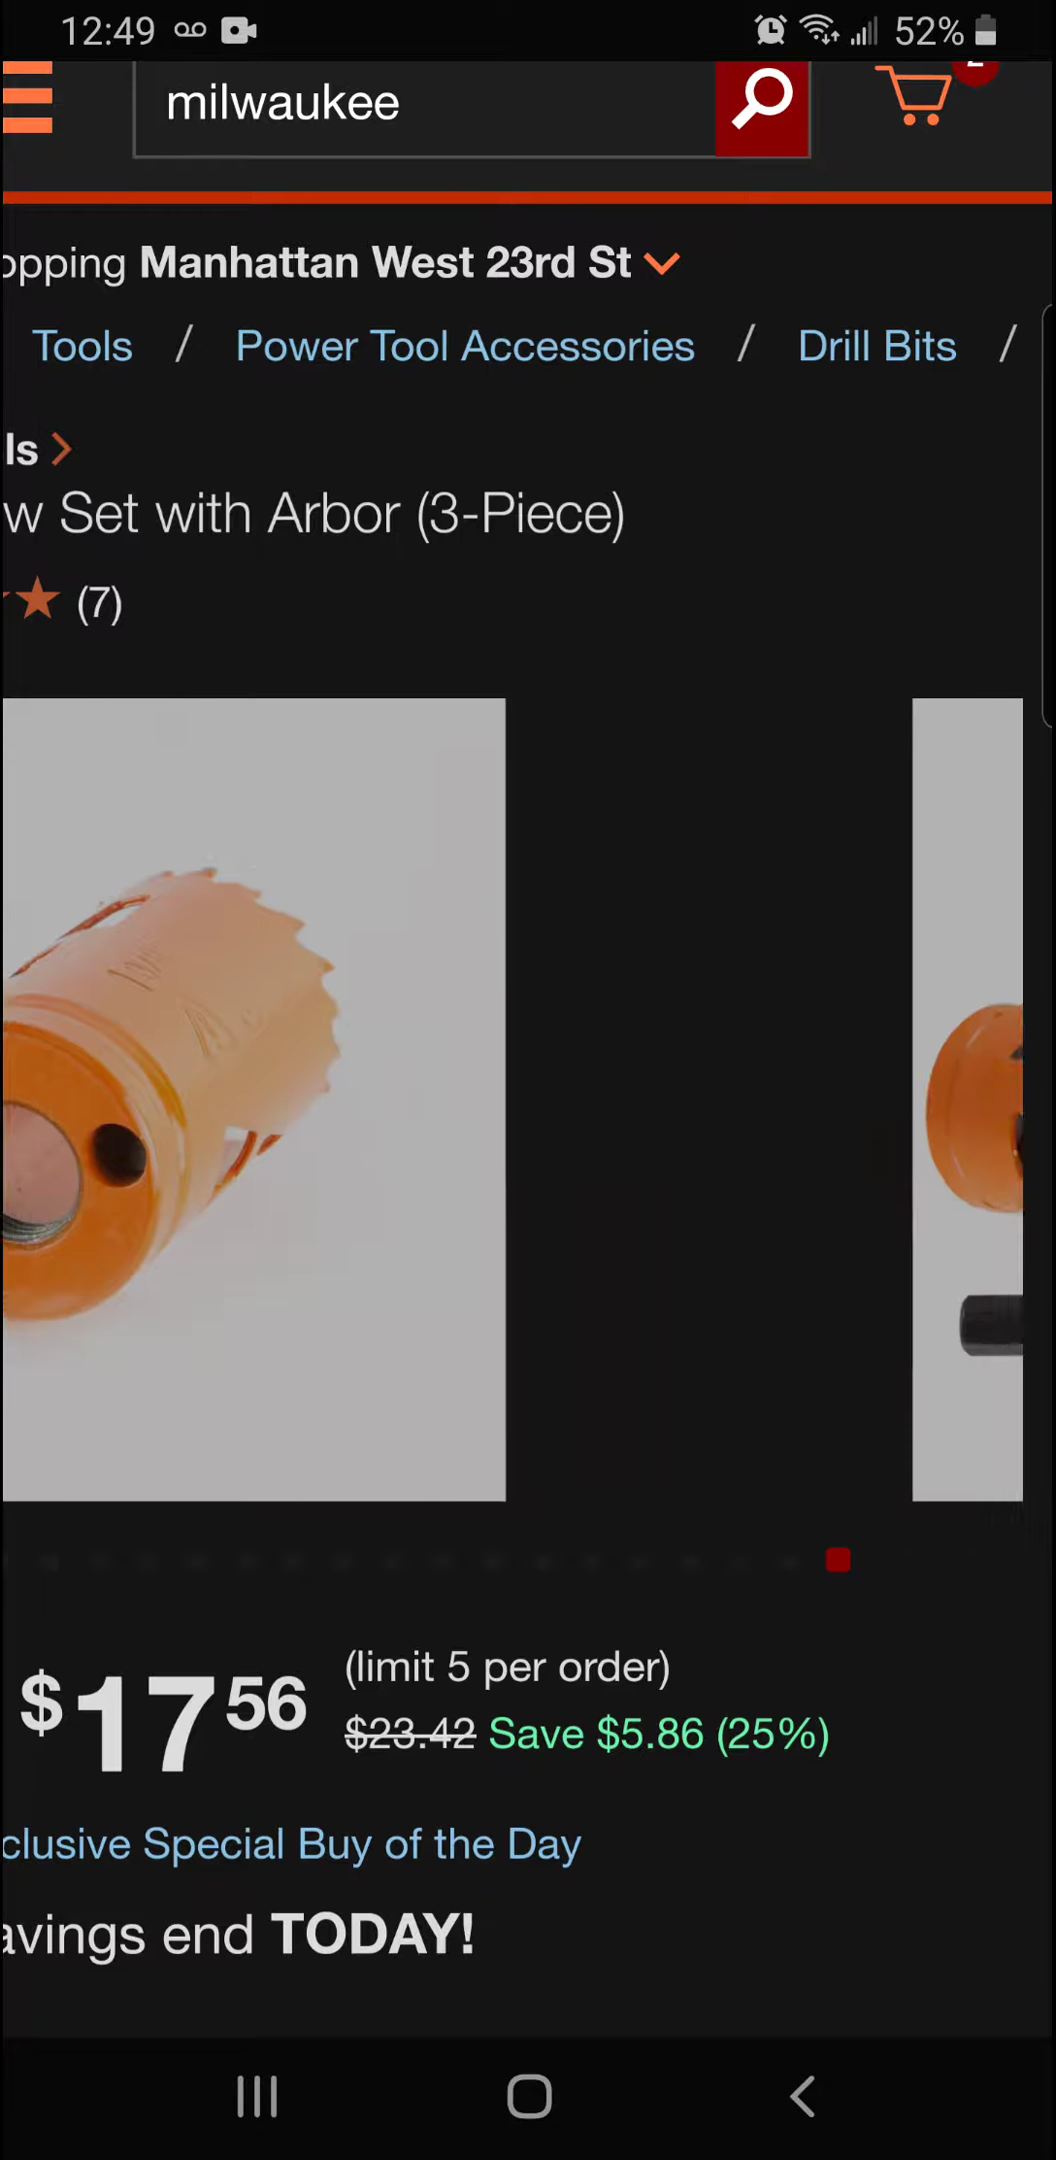 12:49 52%
milwaukee
opping Manhattan West 23rd St
Tools / Power Tool Accessories / Drill Bits /
ls
w Set with Arbor (3-Piece)
(7)
$17 56 (limit 5 per order)
$23.42 Save $5.86 (25%)
clusive Special Buy of the Day
avings end TODAY!